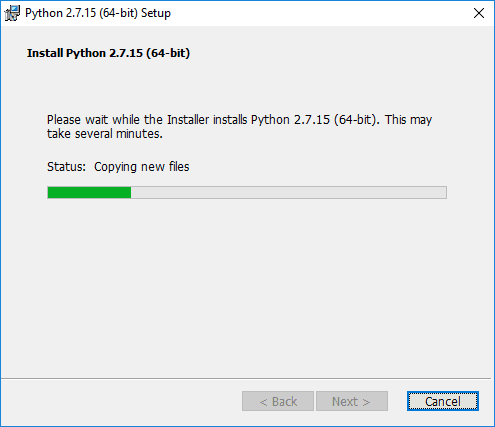 Python 2.7.15 (64-bit) Setup
Install Python 2.7.15 (64-bit)
Please wait while the Installer installs Python 2.7.15 (64-bit). This may
take several minutes.
Status: Copying new files
< Back Next > Cancel